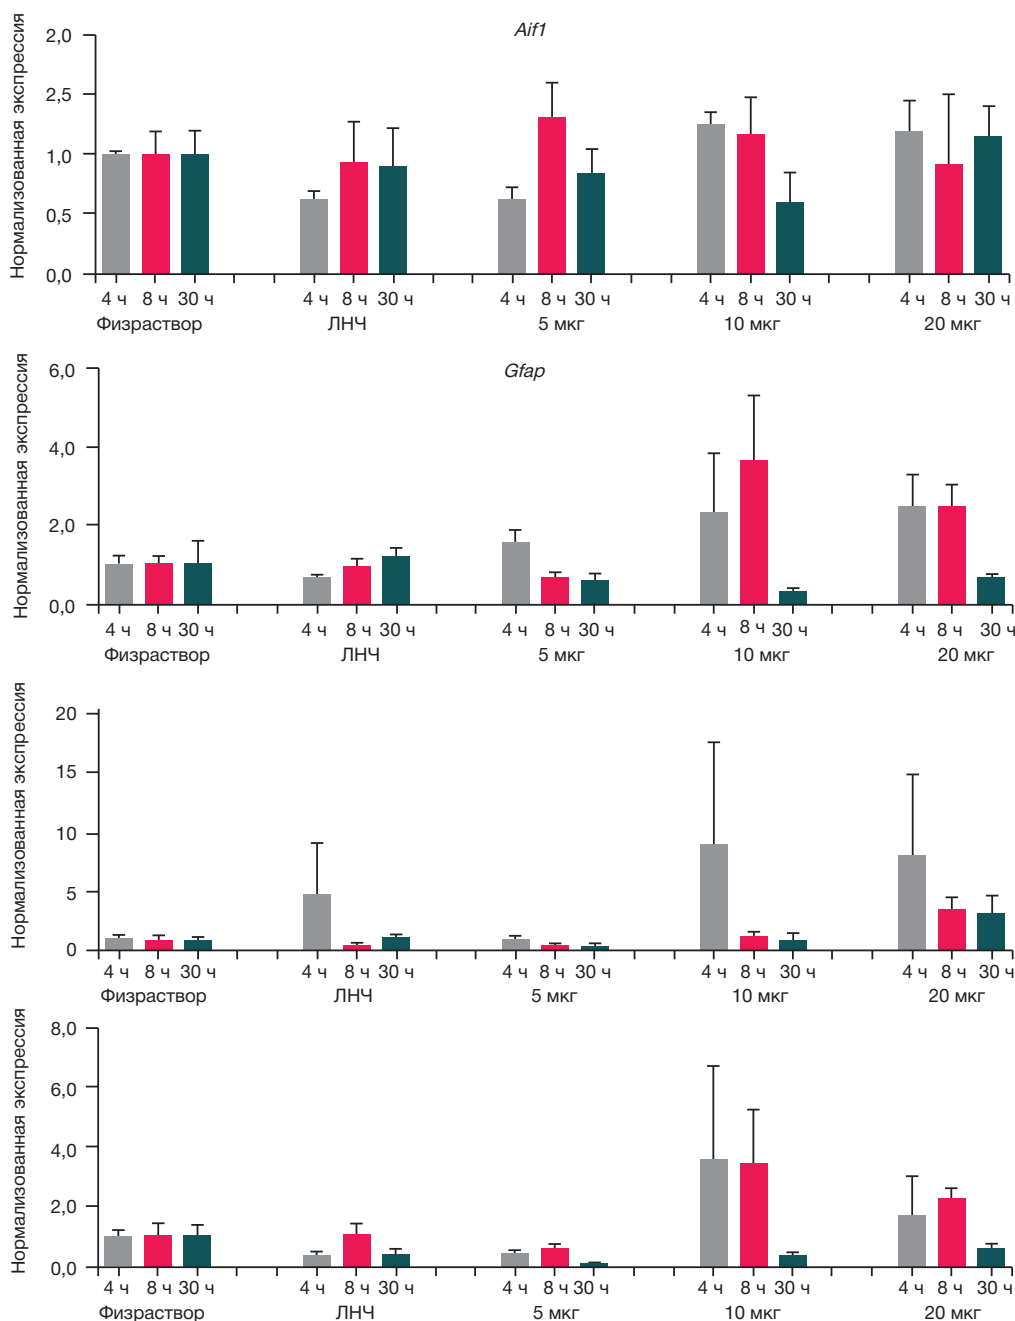 Aif1
Нормализованная экспрессия
2,0
2,5
1,0
0,5
0,0
4 ч 8 ч 30 ч 4 ч 8 ч 30 ч 4 ч 8 ч 30 ч 4 ч 8 ч 30 ч 4 ч 8 ч 30 ч
Физраствор ЛНЧ 5 мкг 10 мкг 20 мкг
Gfap
Нормализованная экспрессия
6,0
4,0
2,0
0,0
4 ч 8 ч 30 ч 4 ч 8 ч 30 ч 4 ч 8 ч 30 ч 4 ч 8 ч 30 ч 4 ч 8 ч 30 ч
Физраствор ЛНЧ 5 мкг 10 мкг 20 мкг
Нормализованная экспрессия
20
15
10
5
0
4 ч 8 ч 30 ч 4 ч 8 ч 30 ч 4 ч 8 ч 30 ч 4 ч 8 ч 30 ч 4 ч 8 ч 30 ч
Физраствор ЛНЧ 5 мкг 10 мкг 20 мкг
Нормализованная экспрессия
8,0
6,0
4,0
2,0
0,0
4 ч 8 ч 30 ч 4 ч 8 ч 30 ч 4 ч 8 ч 30 ч 4 ч 8 ч 30 ч 4 ч 8 ч 30 ч
Физраствор ЛНЧ 5 мкг 10 мкг 20 мкг